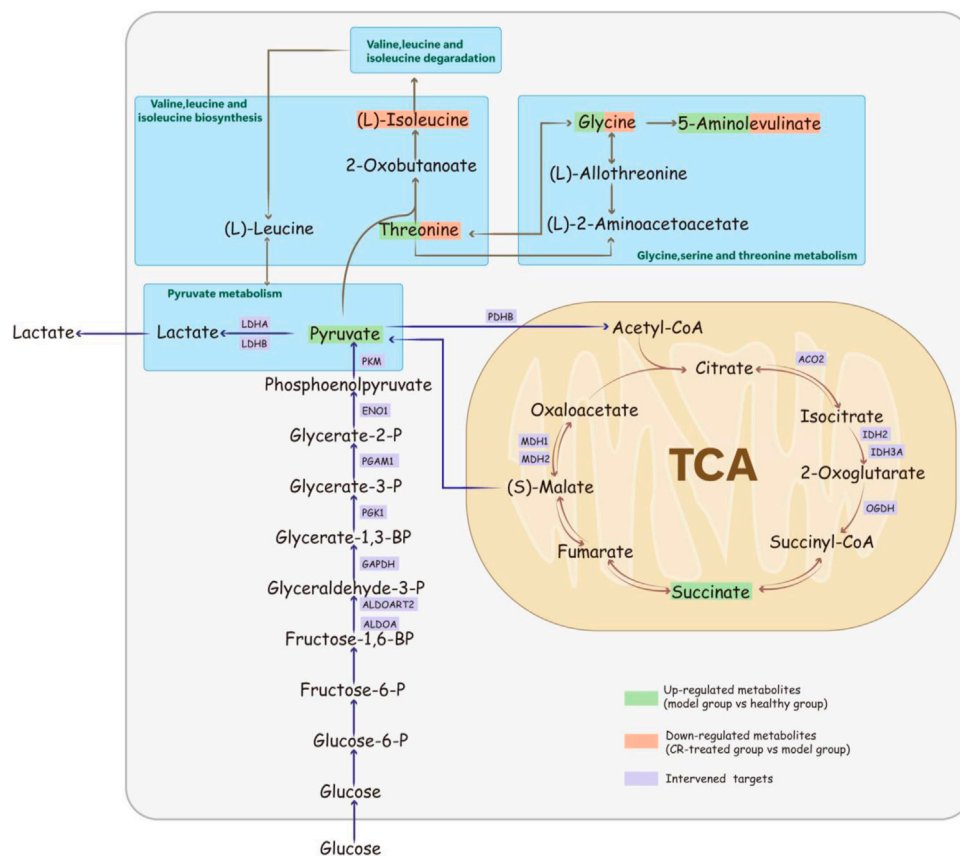 Valine,leucine and
isoleucine degaradation
Valine,leucine and
isoleucine biosynthesis
(L)-Isoleucine
2-Oxobutanoate
(L)-Leucine
Threonine
Glycine
5-Aminolevulinate
(L)-Allothreonine
(L)-2-Aminoacetoacetate
Glycine,serine and threonine metabolism
Pyruvate metabolism
Lactate
Lactate
LDHA
LDHB
Pyruvate
PDHB
Acetyl-CoA
PKM
Phosphoenolpyruvate
ENO1
Glycerate-2-P
PGAM1
Glycerate-3-P
PGK1
Glycerate-1,3-BP
GAPDH
Glyceraldehyde-3-P
ALDOART2
ALDOA
Fructose-1,6-BP
Fructose-6-P
Glucose-6-P
Glucose
Glucose
Citrate
ACO2
Isocitrate
IDH2
IDH3A
2-Oxoglutarate
OGDH
Succinyl-CoA
Succinate
Fumarate
(S)-Malate
MDH1
MDH2
Oxaloacetate
TCA
Up-regulated metabolites
(model group vs healthy group)
Down-regulated metabolites
(CR-treated group vs model group)
Intervened targets